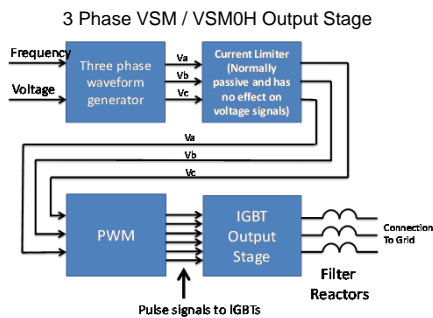 3 Phase VSM / VSM0H Output Stage
Frequency
Voltage
Three phase
waveform
generator
Va
Vb
Vc
Current Limiter
(Normally
passive and has
no effect on
voltage signals)
Va
Vb
Vc
PWM
IGBT
Output
Stage
Connection
To Grid
Filter
Reactors
Pulse signals to IGBTs